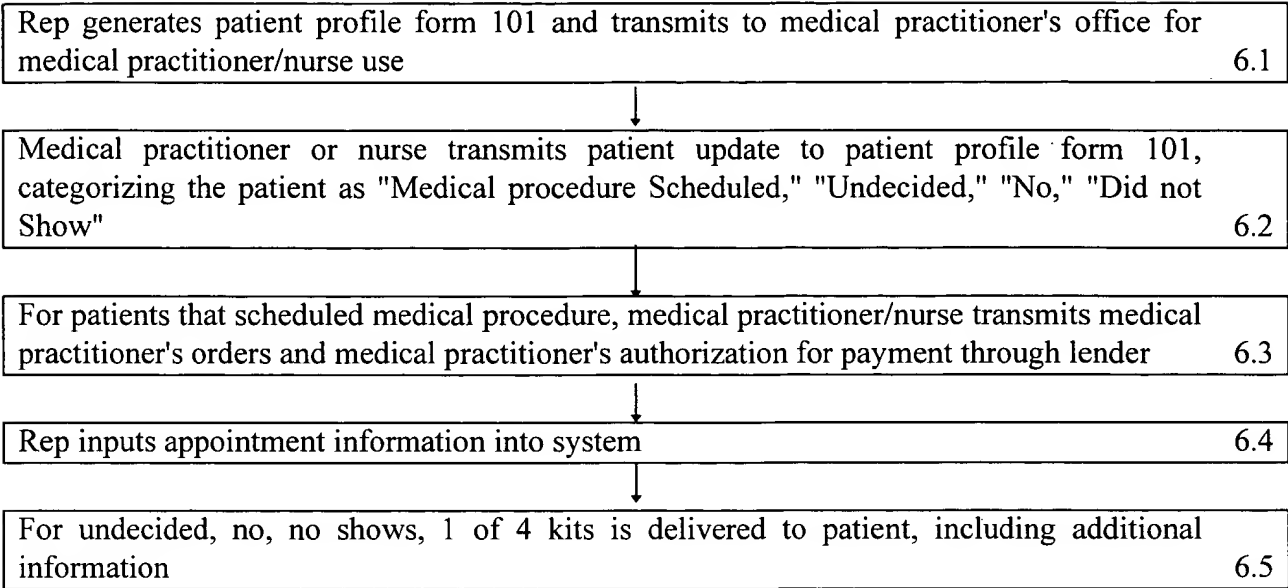 Rep generates patient profile form 101 and transmits to medical practitioner's office for
medical practitioner/nurse use 6.1
Medical practitioner or nurse transmits patient update to patient profile form 101,
categorizing the patient as "Medical procedure Scheduled," "Undecided," "No," "Did not
Show" 6.2
For patients that scheduled medical procedure, medical practitioner/nurse transmits medical
practitioner's orders and medical practitioner's authorization for payment through lender 6.3
Rep inputs appointment information into system 6.4
For undecided, no, no shows, 1 of 4 kits is delivered to patient, including additional
information 6.5